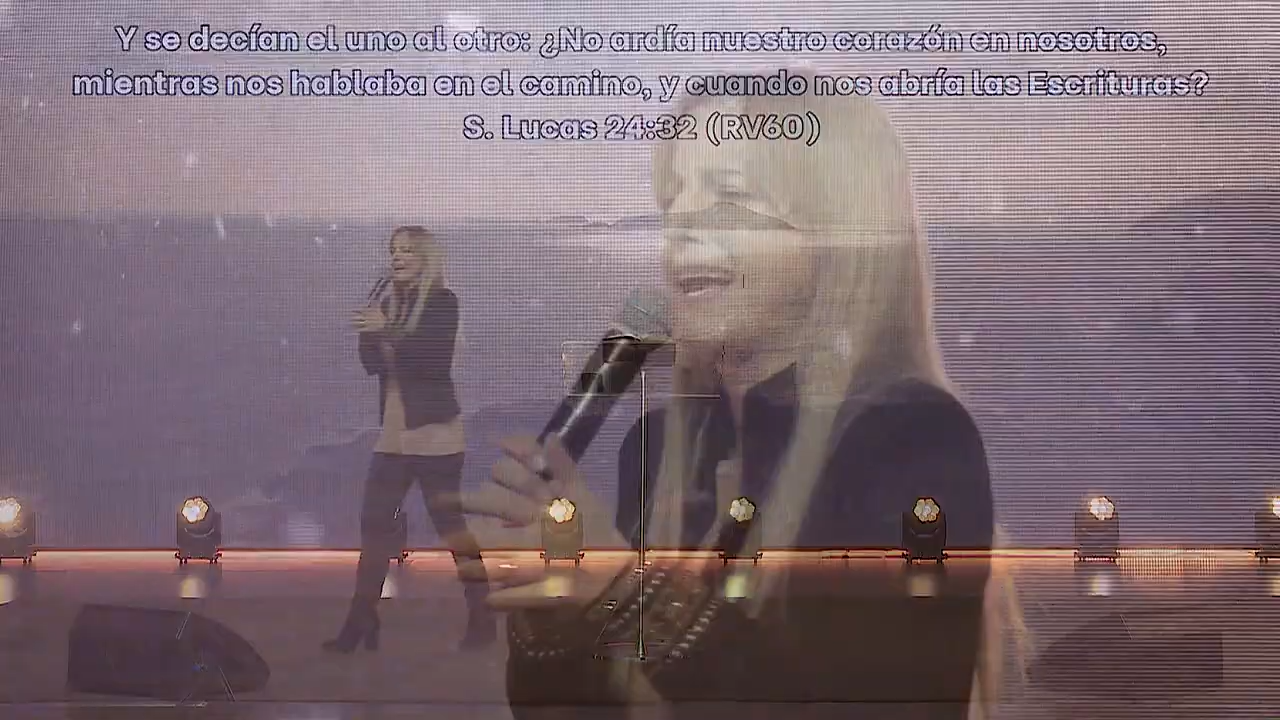 Y se decían el uno al otro: ¿No ardía nuestro corazón en nosotros,
mientras nos hablaba en el camino, y cuando nos abría las Escrituras?
S. Lucas 24:32 (RV60)